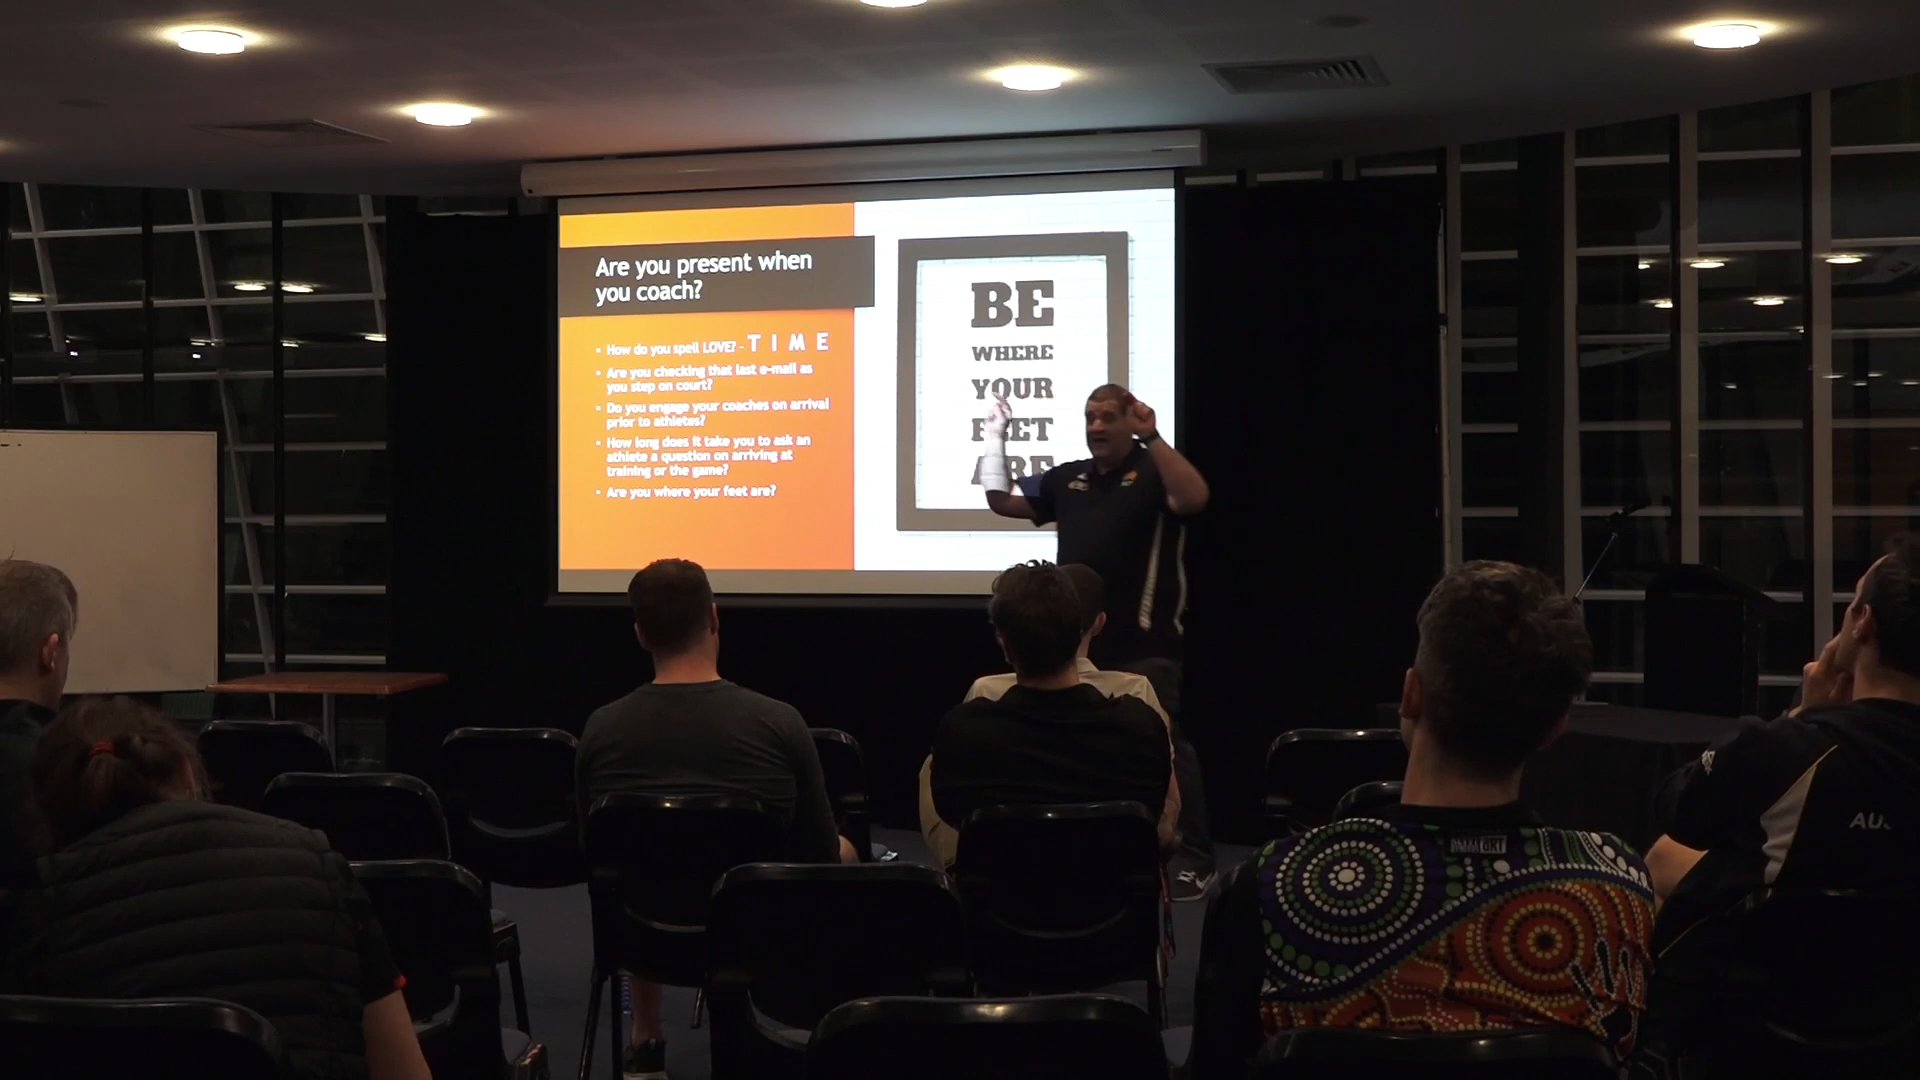 Are you present when
you coach?
• How do you spell LOVE? - T I M E
• Are you checking that last e-mail as
you step on court?
• Do you engage your coaches on arrival
prior to athletes?
• How long does it take you to ask an
athlete a question on arriving at
training or the game?
• Are you where your feet are?
BE
WHERE
YOUR
FEET
ARE
AU